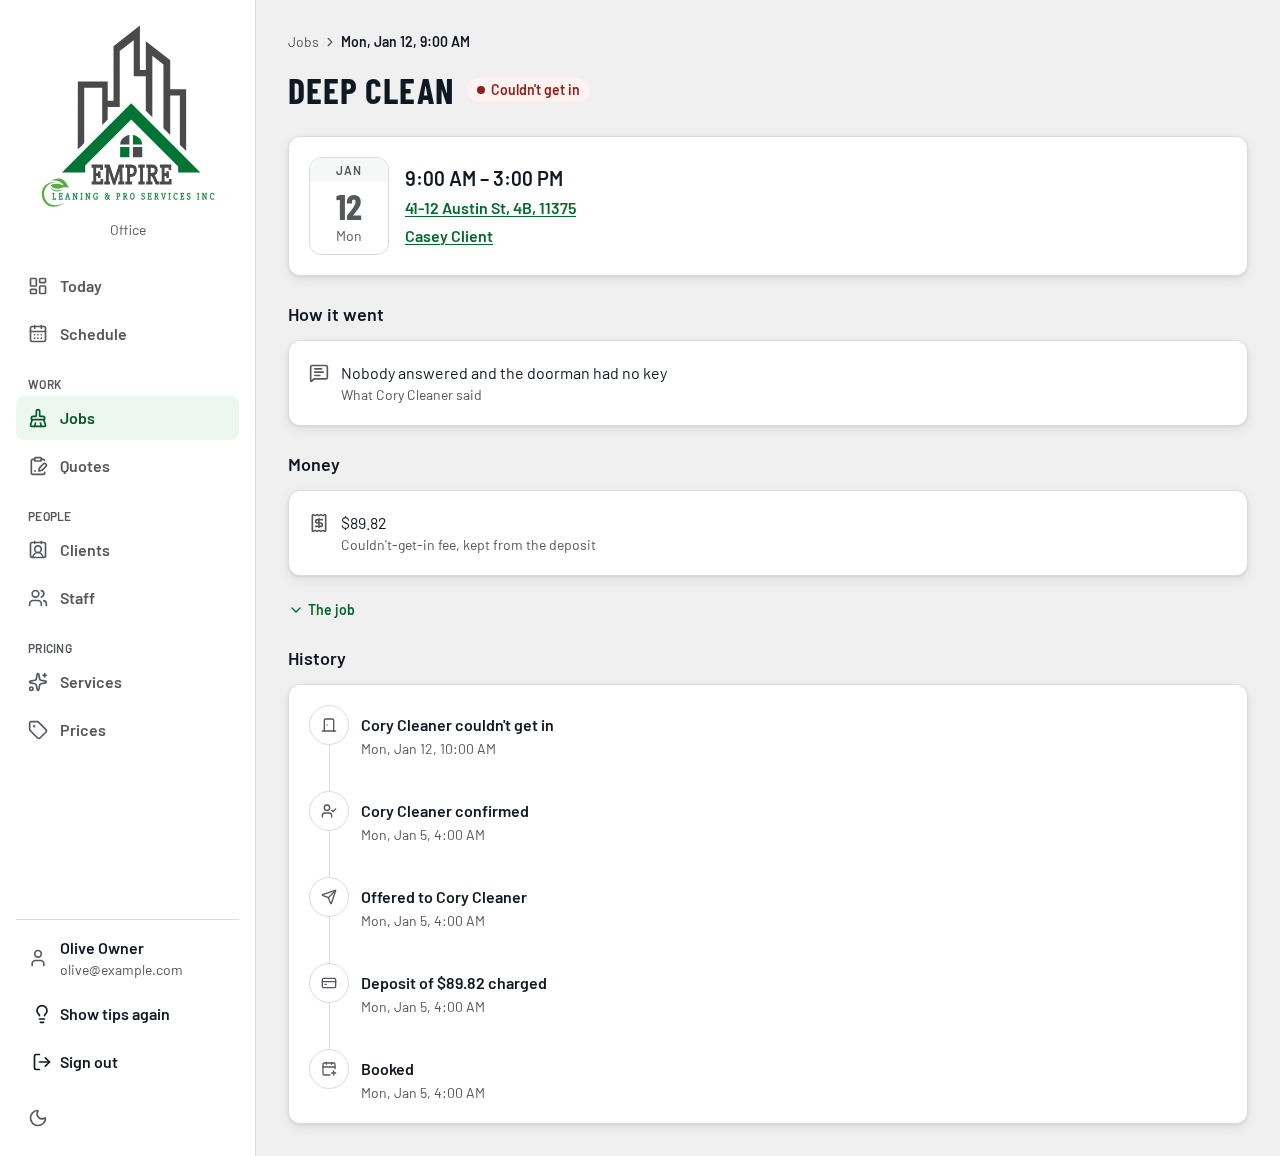 EMPIRE
LEANING & PRO SERVICES INC
Office
Today
Schedule
WORK
Jobs
Quotes
PEOPLE
Clients
Staff
PRICING
Services
Prices
Olive Owner
olive@example.com
Show tips again
Sign out
Jobs > Mon, Jan 12, 9:00 AM
DEEP CLEAN
Couldn't get in
JAN
12
Mon
9:00 AM – 3:00 PM
41-12 Austin St, 4B, 11375
Casey Client
How it went
Nobody answered and the doorman had no key
What Cory Cleaner said
Money
$89.82
Couldn't-get-in fee, kept from the deposit
The job
History
Cory Cleaner couldn't get in
Mon, Jan 12, 10:00 AM
Cory Cleaner confirmed
Mon, Jan 5, 4:00 AM
Offered to Cory Cleaner
Mon, Jan 5, 4:00 AM
Deposit of $89.82 charged
Mon, Jan 5, 4:00 AM
Booked
Mon, Jan 5, 4:00 AM